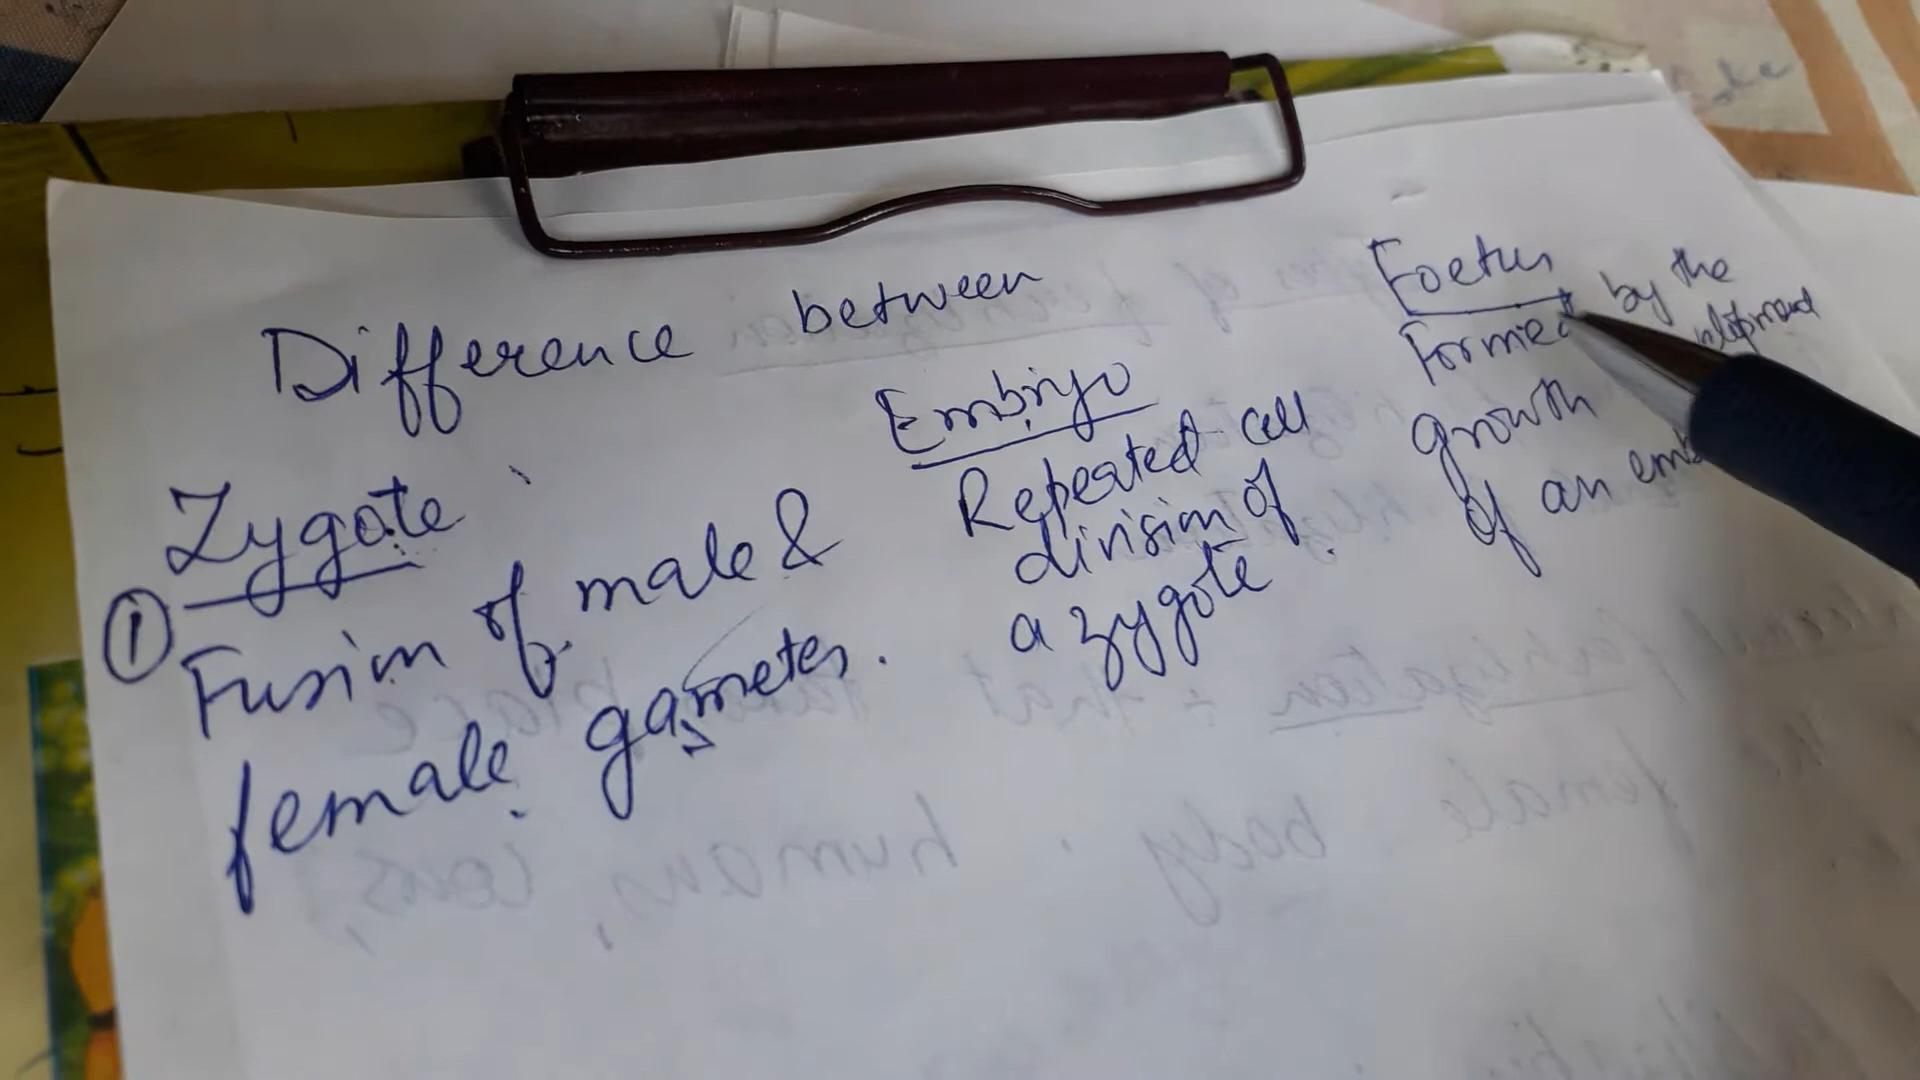 Difference between
Zygote
① Fusion of male &
female gametes.
Embryo
Repeated cell
division of
a zygote
Foetus
Formed by the
growth
of an